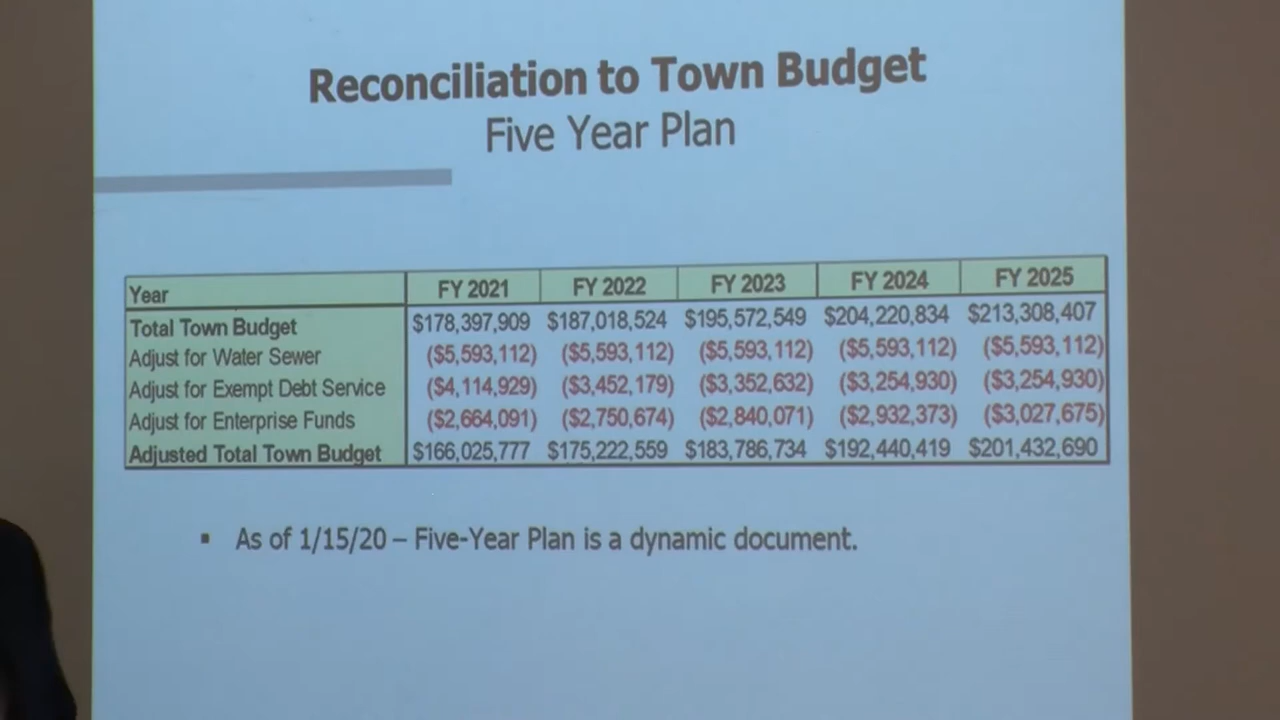 Reconciliation to Town Budget
Five Year Plan
Year FY 2021 FY 2022 FY 2023 FY 2024 FY 2025
Total Town Budget $178,397,909 $187,018,524 $195,572,549 $204,220,834 $213,308,407
Adjust for Water Sewer ($5,593,112) ($5,593,112) ($5,593,112) ($5,593,112) ($5,593,112)
Adjust for Exempt Debt Service ($4,114,929) ($3,452,179) ($3,352,632) ($3,254,930) ($3,254,930)
Adjust for Enterprise Funds ($2,664,091) ($2,750,674) ($2,840,071) ($2,932,373) ($3,027,675)
Adjusted Total Town Budget $166,025,777 $175,222,559 $183,786,734 $192,440,419 $201,432,690
▪ As of 1/15/20 – Five-Year Plan is a dynamic document.